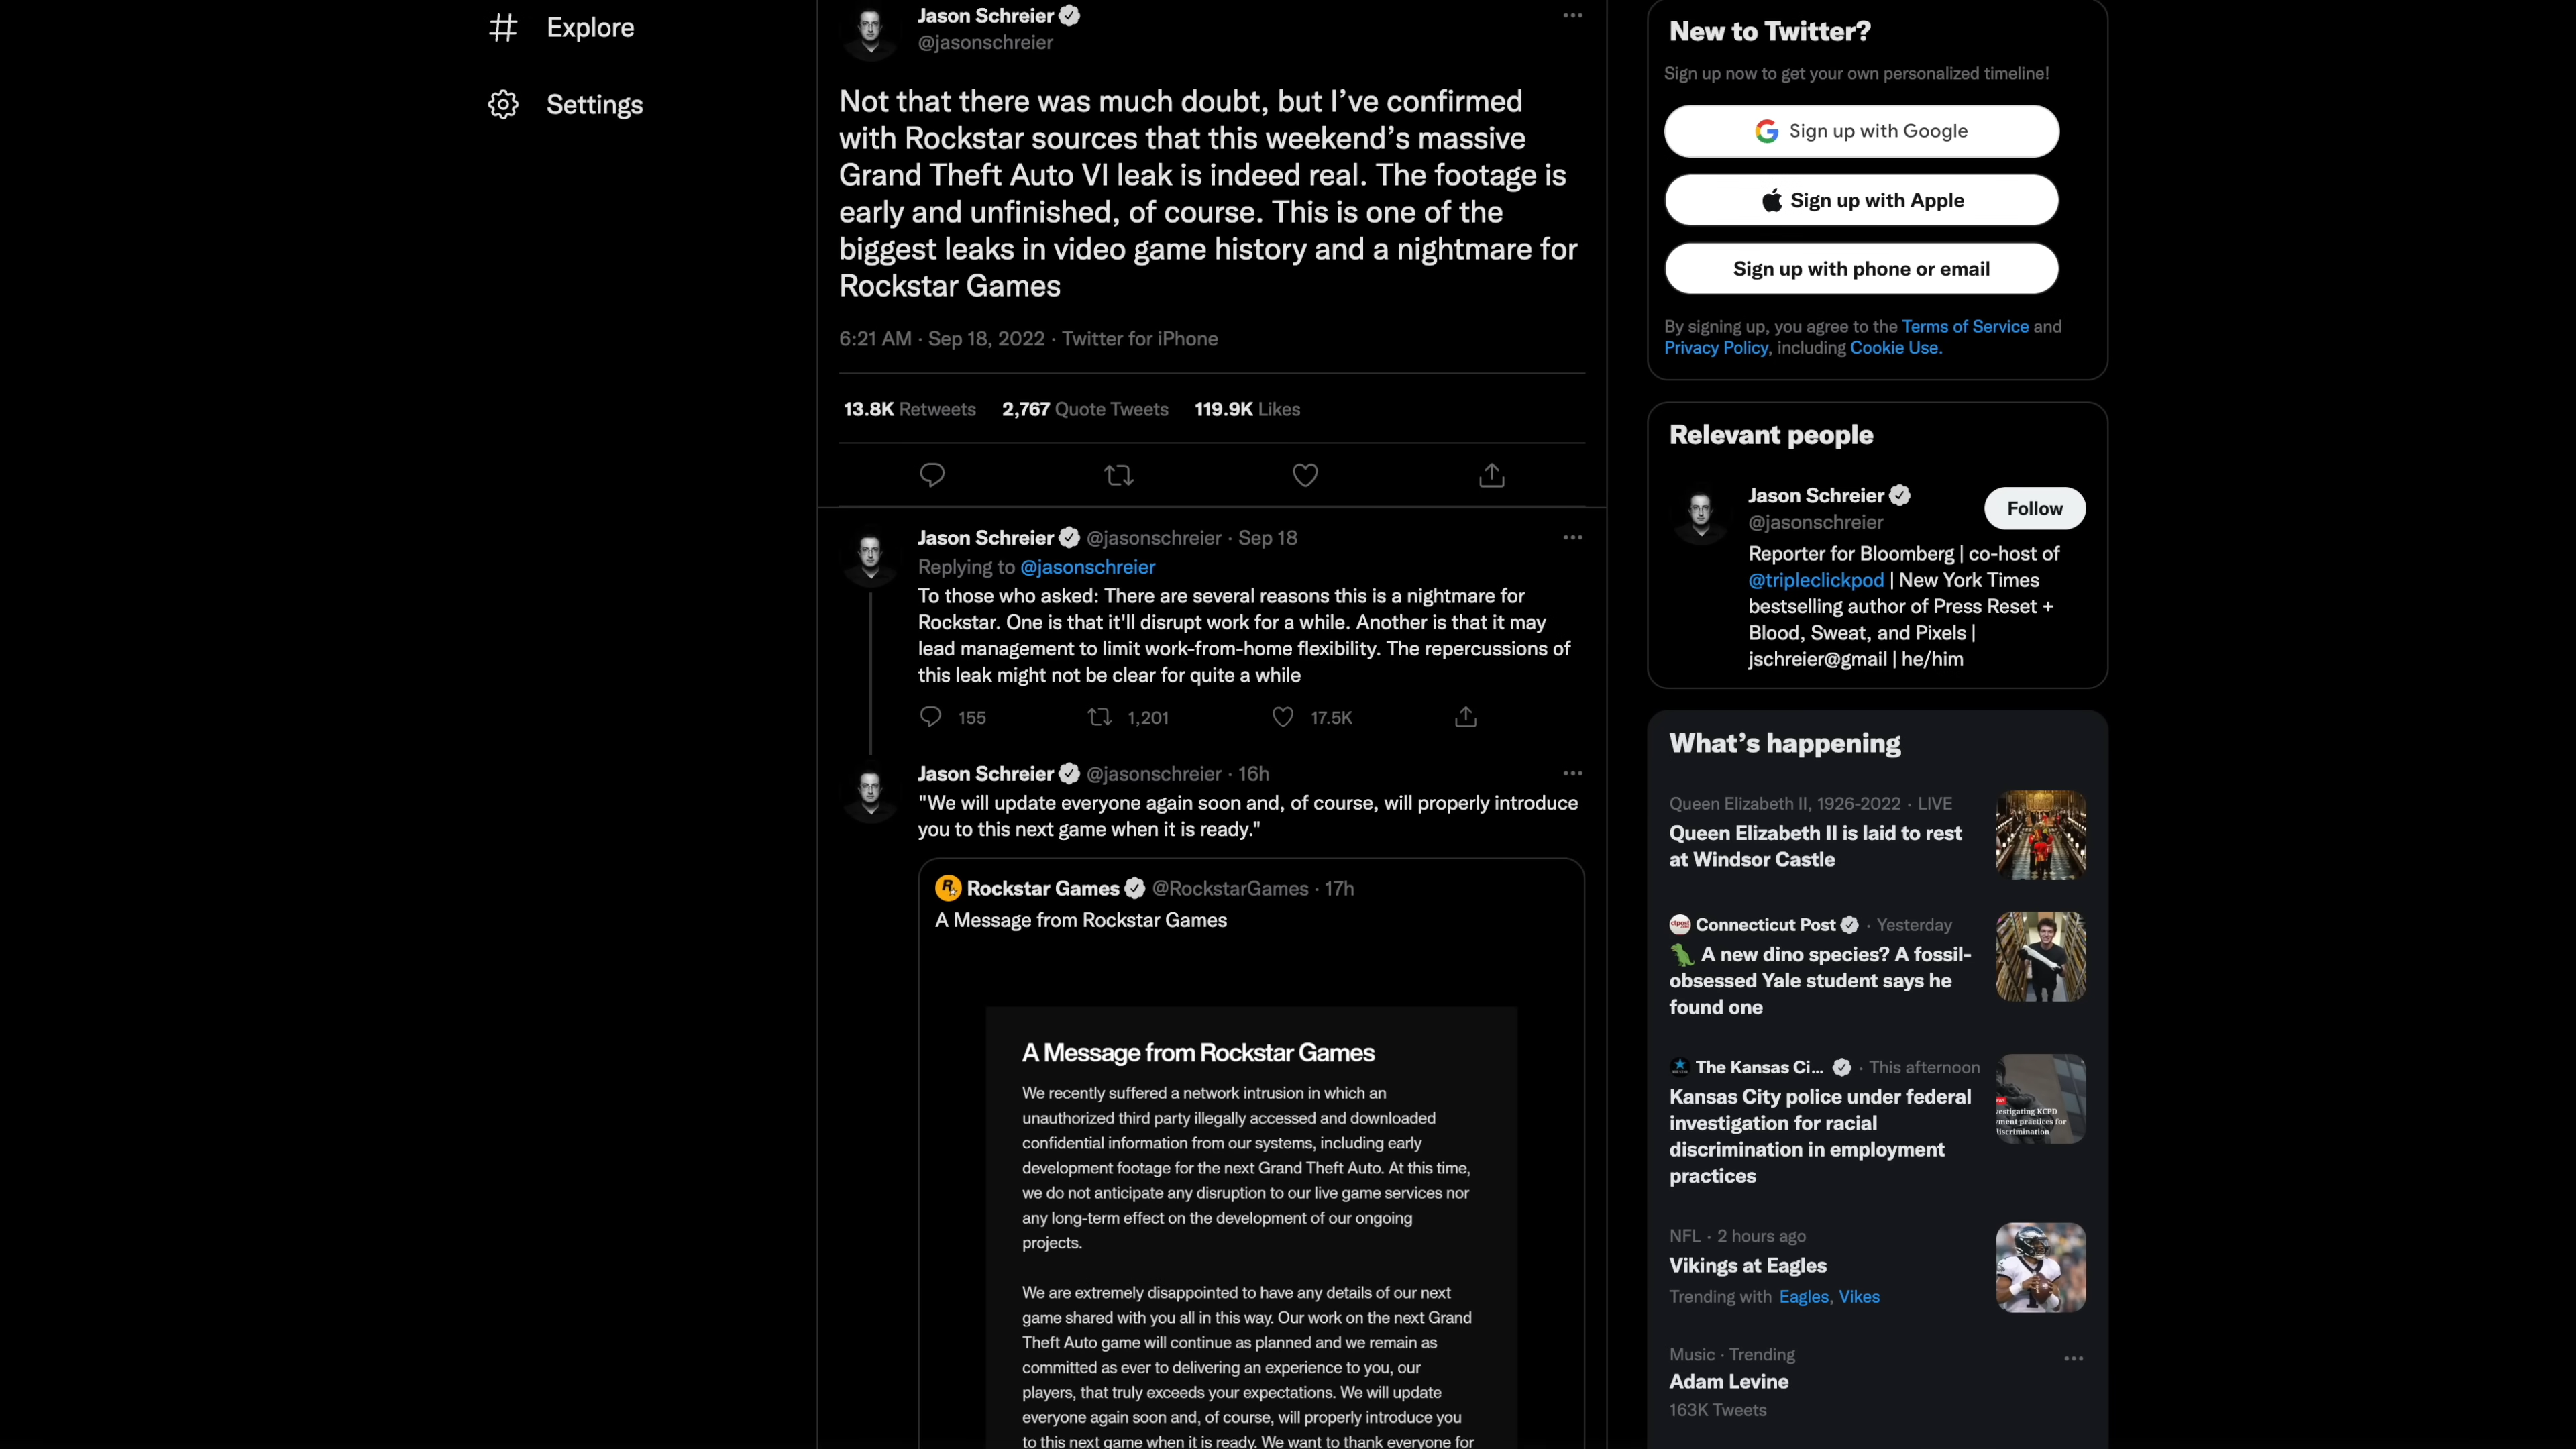 Explore
Settings
Jason Schreier
@jasonschreier
Not that there was much doubt, but I’ve confirmed
with Rockstar sources that this weekend’s massive
Grand Theft Auto VI leak is indeed real. The footage is
early and unfinished, of course. This is one of the
biggest leaks in video game history and a nightmare for
Rockstar Games
6:21 AM · Sep 18, 2022 · Twitter for iPhone
13.8K Retweets 2,767 Quote Tweets 119.9K Likes
Jason Schreier @jasonschreier · Sep 18
Replying to @jasonschreier
To those who asked: There are several reasons this is a nightmare for
Rockstar. One is that it'll disrupt work for a while. Another is that it may
lead management to limit work-from-home flexibility. The repercussions of
this leak might not be clear for quite a while
155 1,201 17.5K
Jason Schreier @jasonschreier · 16h
"We will update everyone again soon and, of course, will properly introduce
you to this next game when it is ready."
Rockstar Games @RockstarGames · 17h
A Message from Rockstar Games
A Message from Rockstar Games
We recently suffered a network intrusion in which an
unauthorized third party illegally accessed and downloaded
confidential information from our systems, including early
development footage for the next Grand Theft Auto. At this time,
we do not anticipate any disruption to our live game services nor
any long-term effect on the development of our ongoing
projects.
We are extremely disappointed to have any details of our next
game shared with you all in this way. Our work on the next Grand
Theft Auto game will continue as planned and we remain as
committed as ever to delivering an experience to you, our
players, that truly exceeds your expectations. We will update
everyone again soon and, of course, will properly introduce you
to this next game when it is ready. We want to thank everyone for
New to Twitter?
Sign up now to get your own personalized timeline!
Sign up with Google
Sign up with Apple
Sign up with phone or email
By signing up, you agree to the Terms of Service and
Privacy Policy, including Cookie Use.
Relevant people
Jason Schreier
@jasonschreier
Follow
Reporter for Bloomberg | co-host of
@tripleclickpod | New York Times
bestselling author of Press Reset +
Blood, Sweat, and Pixels |
jschreier@gmail | he/him
What’s happening
Queen Elizabeth II, 1926-2022 · LIVE
Queen Elizabeth II is laid to rest
at Windsor Castle
Connecticut Post · Yesterday
🦖 A new dino species? A fossil-
obsessed Yale student says he
found one
The Kansas Ci... · This afternoon
Kansas City police under federal
investigation for racial
discrimination in employment
practices
estigating KCPD
ment practices for
discrimination
NFL · 2 hours ago
Vikings at Eagles
Trending with Eagles, Vikes
Music · Trending
Adam Levine
163K Tweets